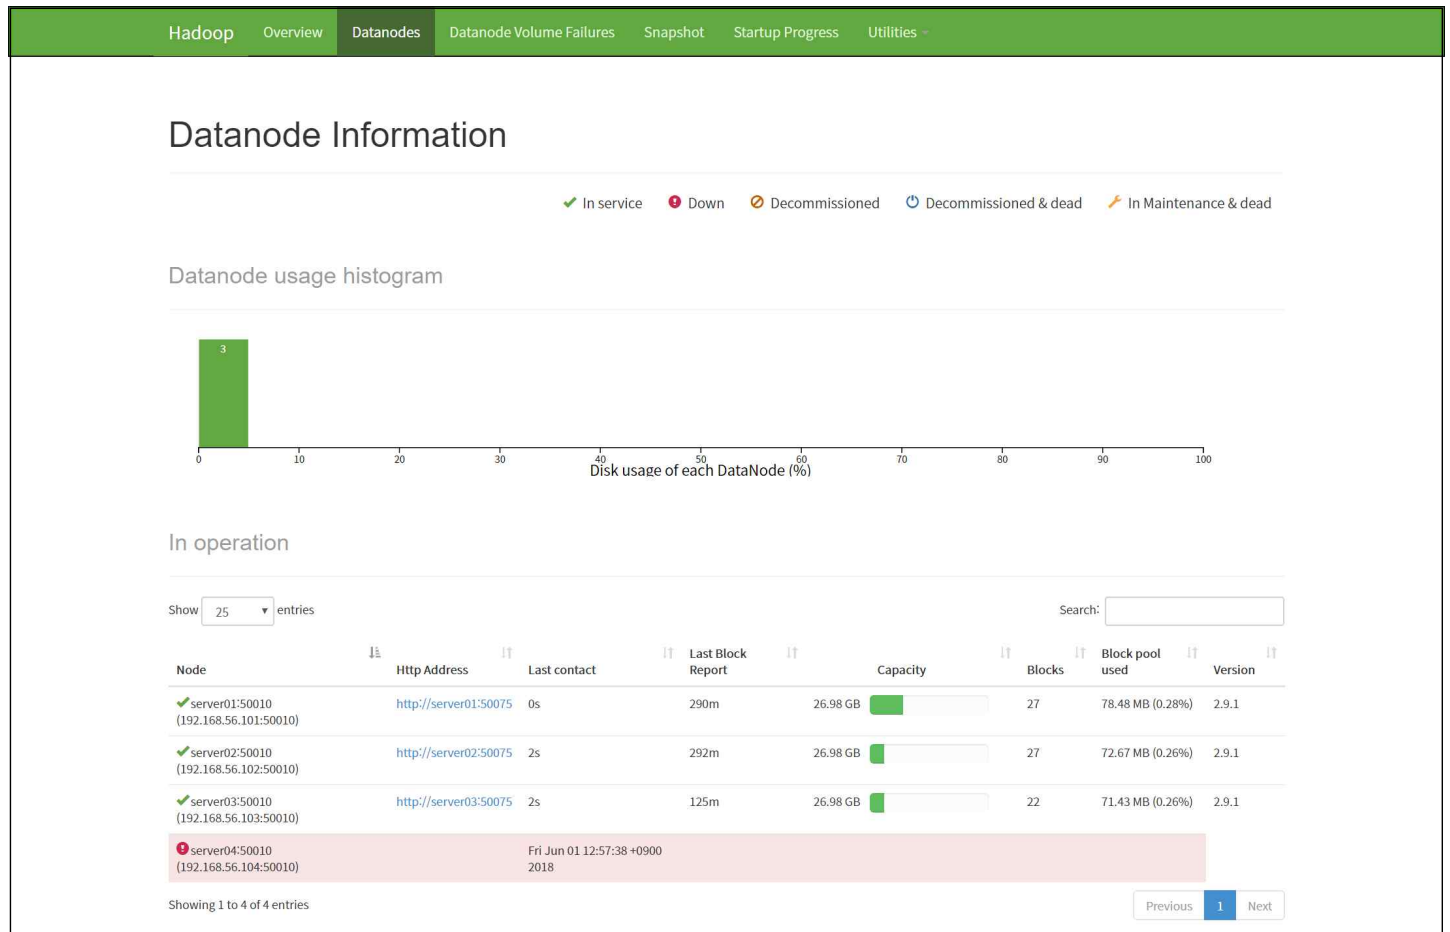 Hadoop Overview Datanodes Datanode Volume Failures Snapshot Startup Progress Utilities
Datanode Information
In service Down Decommissioned Decommissioned & dead In Maintenance & dead
Datanode usage histogram
3
0 10 20 30 40 50 60 70 80 90 100
Disk usage of each DataNode (%)
In operation
Show 25 entries Search:
Node Http Address Last contact Last Block Report Capacity Blocks Block pool used Version
server01:50010 http://server01:50075 0s 290m 26.98 GB 27 78.48 MB (0.28%) 2.9.1
(192.168.56.101:50010)
server02:50010 http://server02:50075 2s 292m 26.98 GB 27 72.67 MB (0.26%) 2.9.1
(192.168.56.102:50010)
server03:50010 http://server03:50075 2s 125m 26.98 GB 22 71.43 MB (0.26%) 2.9.1
(192.168.56.103:50010)
server04:50010 Fri Jun 01 12:57:38 +0900
(192.168.56.104:50010) 2018
Showing 1 to 4 of 4 entries Previous 1 Next